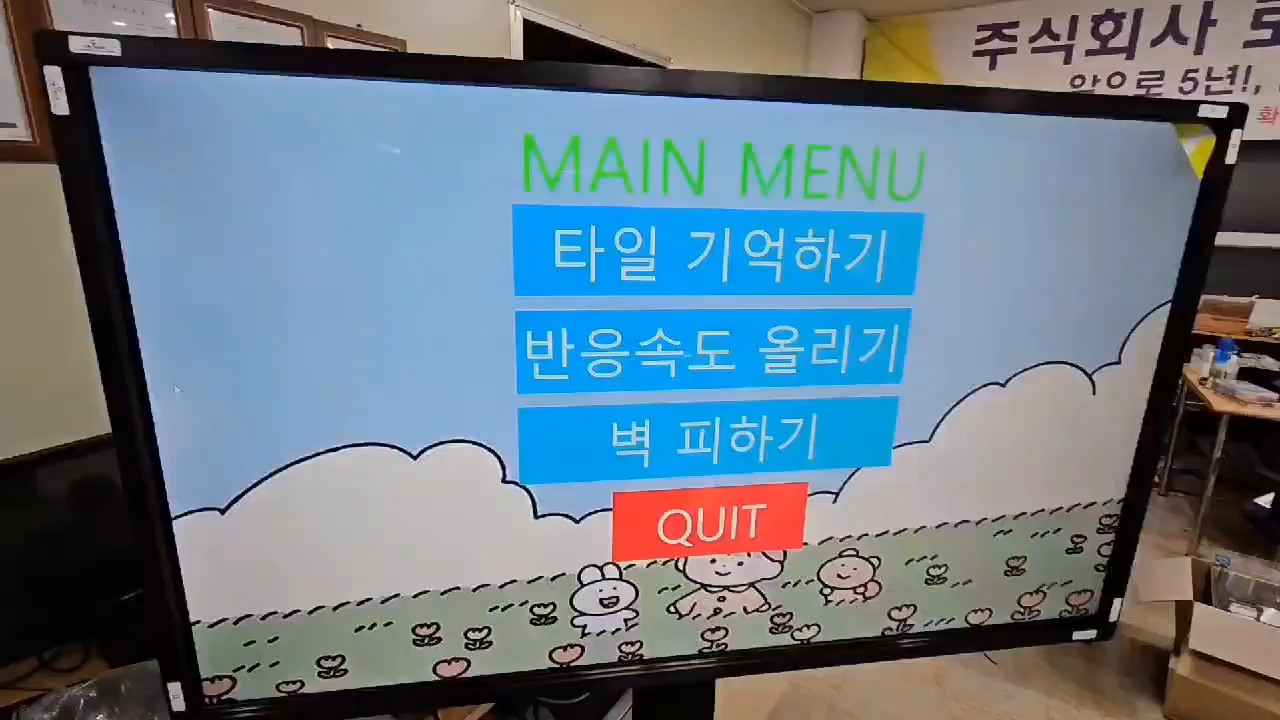 주식회사
앞으로 5년!,
MAIN MENU
타일 기억하기
반응속도 올리기
벽 피하기
QUIT